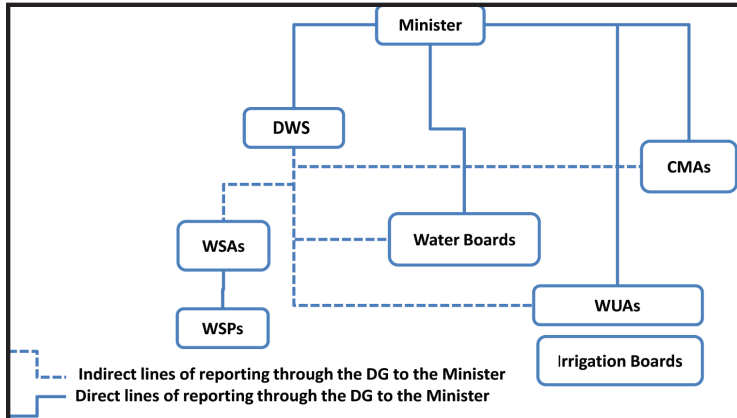 Minister
DWS
CMAs
WSAs
Water Boards
WSPs
WUAs
Irrigation Boards
Indirect lines of reporting through the DG to the Minister
Direct lines of reporting through the DG to the Minister